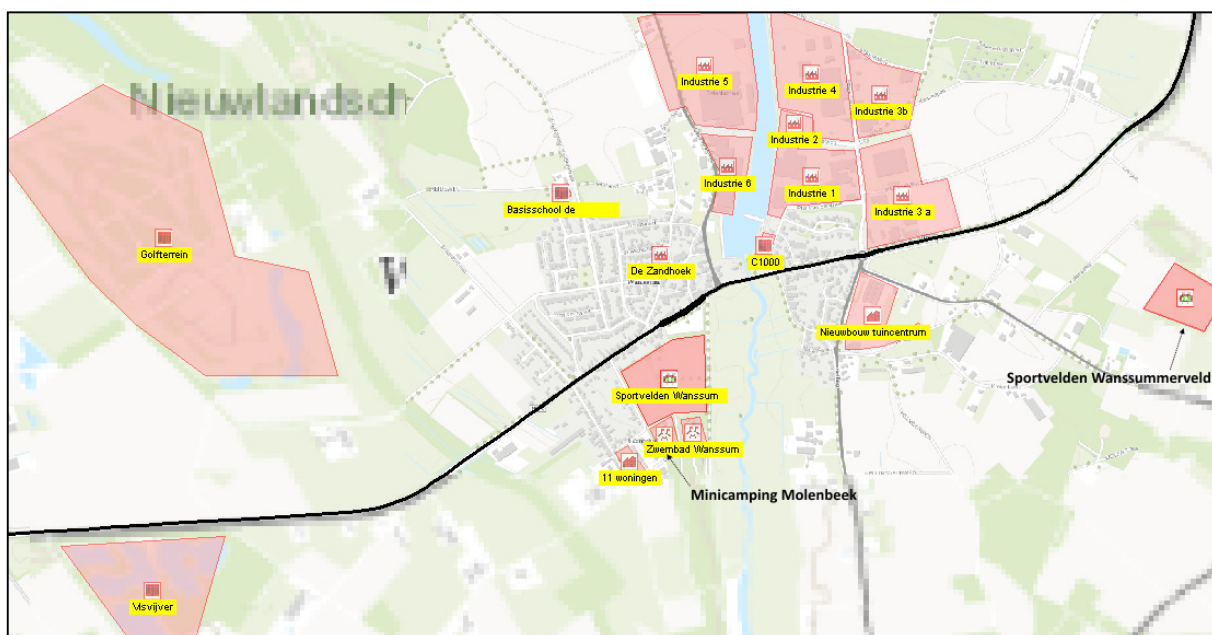 Nieuwlandsch
Industrie 5
Industrie 4
Industrie 3b
Industrie 2
Industrie 6
Industrie 1
Industrie 3 a
Basisschool de
Golfterrein
De Zandhoek
C1000
Nieuwbouw tuincentrum
Sportvelden Wanssummerveld
Sportvelden Wanssum
Zwembad Wanssum
11 woningen
Minicamping Molenbeek
Visvijver